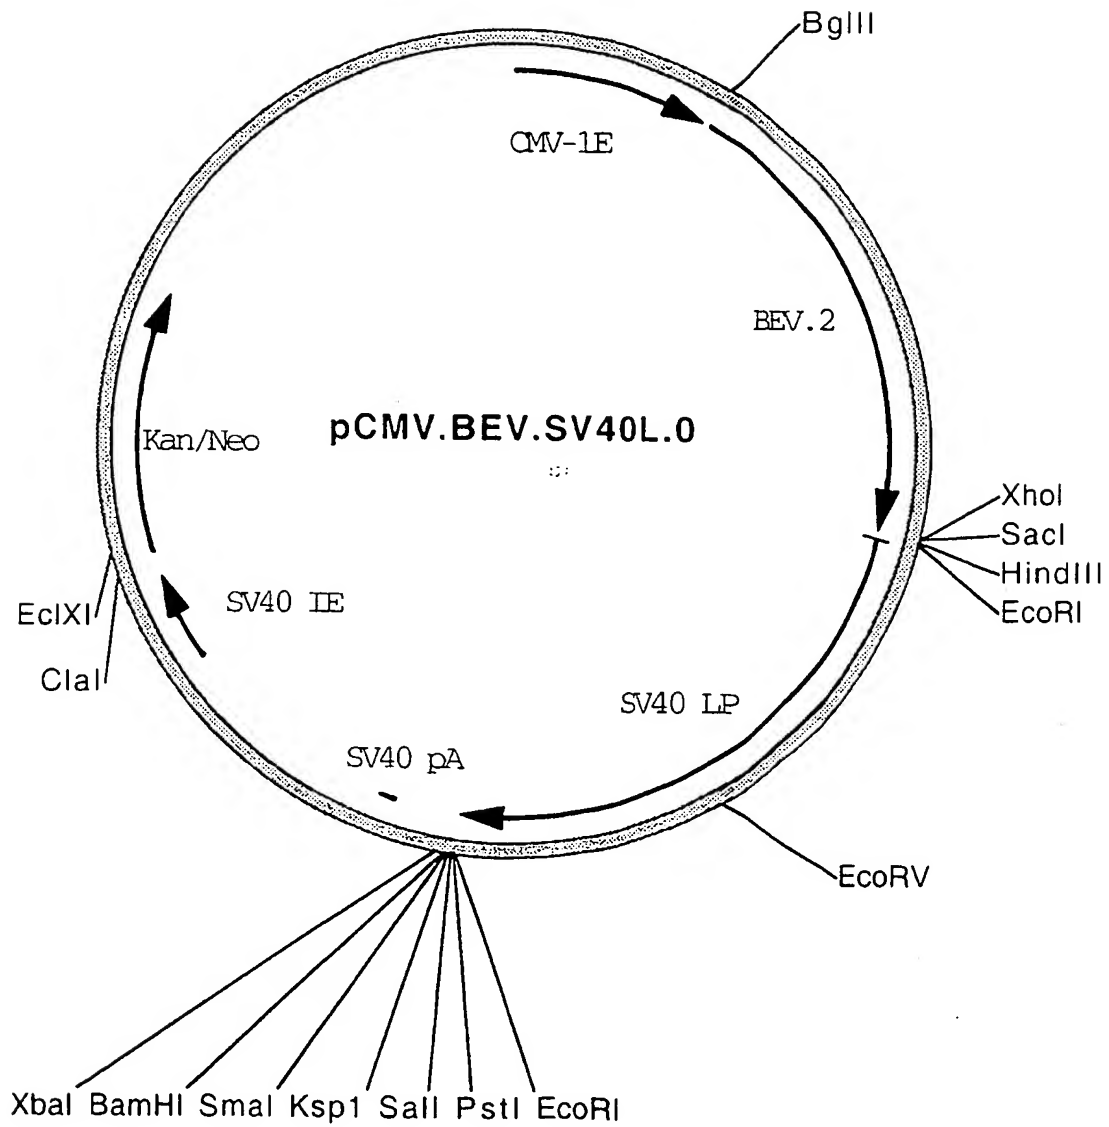 BglII
CMV-1E
BEV.2
pCMV.BEV.SV40L.0
Kan/Neo
XhoI
SacI
HindIII
EcoRI
SV40 IE
EclXI
ClaI
SV40 LP
SV40 pA
EcoRV
XbaI BamHI SmaI Ksp1 SalI PstI EcoRI